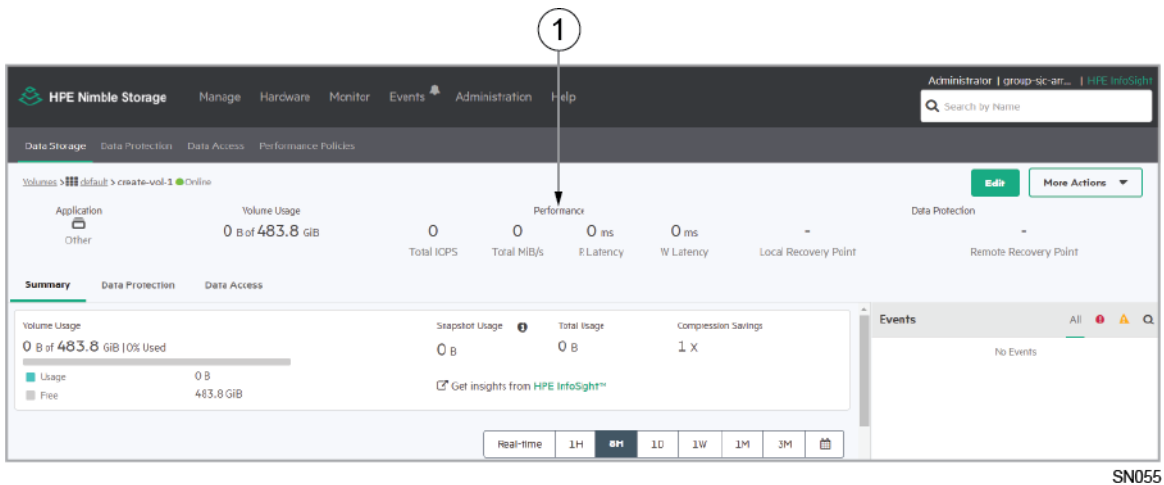 1
Administrator | group-sic-arr... | HPE InfoSight
HPE Nimble Storage Manage Hardware Monitor Events Administration Help
Search by Name
Data Storage Data Protection Data Access Performance Policies
Volumes > default > create-vol-1 Online
Edit More Actions
Application Volume Usage Performance Data Protection
Other
0 B of 483.8 GiB
0 0 0 ms 0 ms - -
Total IOPS Total MiB/s R Latency W Latency Local Recovery Point Remote Recovery Point
Summary Data Protection Data Access
Volume Usage Snapshot Usage Total Usage Compression Savings
0 B of 483.8 GiB | 0% Used
0 B 0 B 1 X
Usage 0 B
Free 483.8 GiB
Get insights from HPE InfoSight™
Events All
No Events
Real-time 1H 8H 1D 1W 1M 3M
SN055